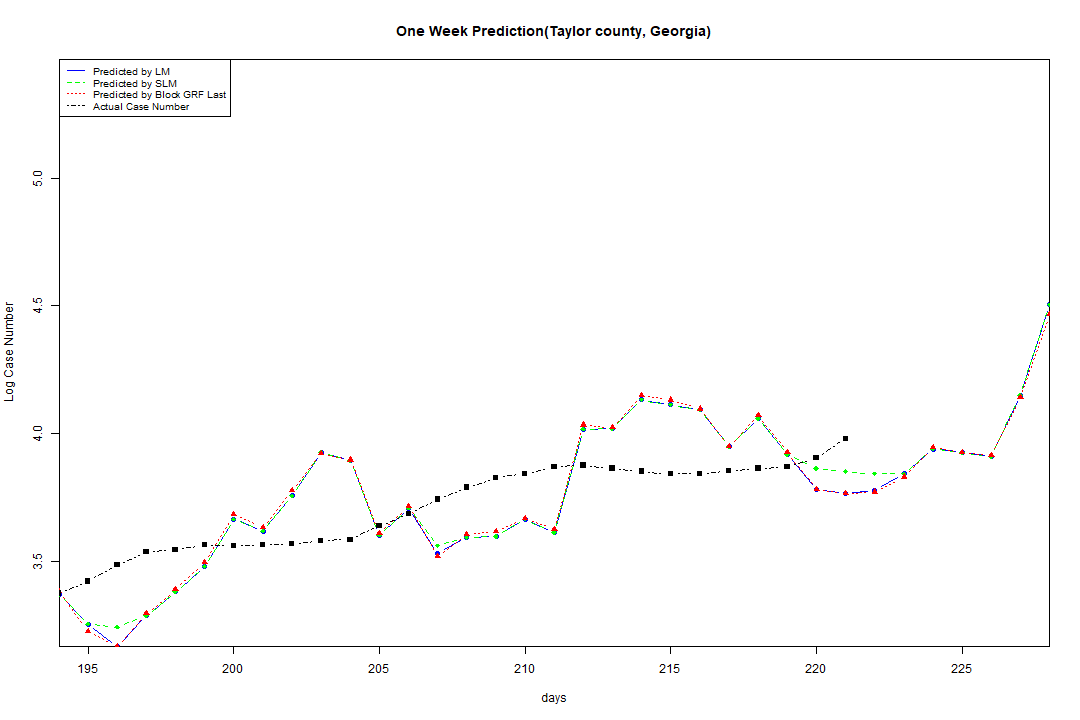 One Week Prediction(Taylor county, Georgia)
Predicted by LM
Predicted by SLM
Predicted by Block GRF Last
Actual Case Number
5.0
4.5
4.0
3.5
Log Case Number
195 200 205 210 215 220 225
days